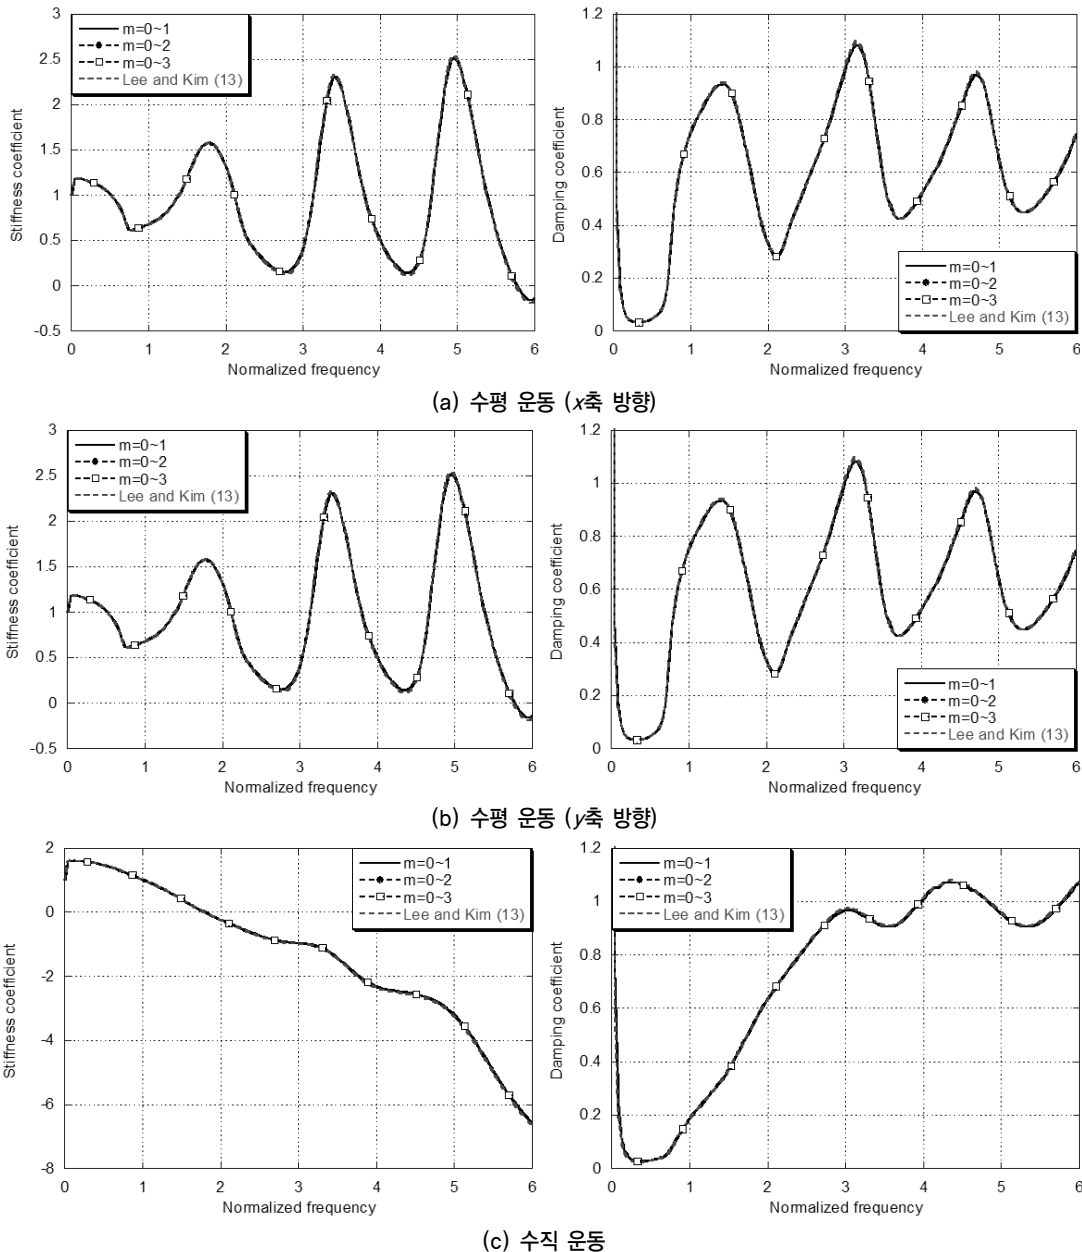 3
2.5
2
1.5
1
0.5
0
-0.5
Stiffness coefficient
m=0~1
m=0~2
m=0~3
Lee and Kim (13)
0 1 2 3 4 5 6
Normalized frequency
1.2
1
0.8
0.6
0.4
0.2
0
Damping coefficient
m=0~1
m=0~2
m=0~3
Lee and Kim (13)
0 1 2 3 4 5 6
Normalized frequency
(a) 수평 운동 (x축 방향)
3
2.5
2
1.5
1
0.5
0
-0.5
Stiffness coefficient
m=0~1
m=0~2
m=0~3
Lee and Kim (13)
0 1 2 3 4 5 6
Normalized frequency
1.2
1
0.8
0.6
0.4
0.2
0
Damping coefficient
m=0~1
m=0~2
m=0~3
Lee and Kim (13)
0 1 2 3 4 5 6
Normalized frequency
(b) 수평 운동 (y축 방향)
2
0
-2
-4
-6
-8
Stiffness coefficient
m=0~1
m=0~2
m=0~3
Lee and Kim (13)
0 1 2 3 4 5 6
Normalized frequency
1.2
1
0.8
0.6
0.4
0.2
0
Damping coefficient
m=0~1
m=0~2
m=0~3
Lee and Kim (13)
0 1 2 3 4 5 6
Normalized frequency
(c) 수직 운동